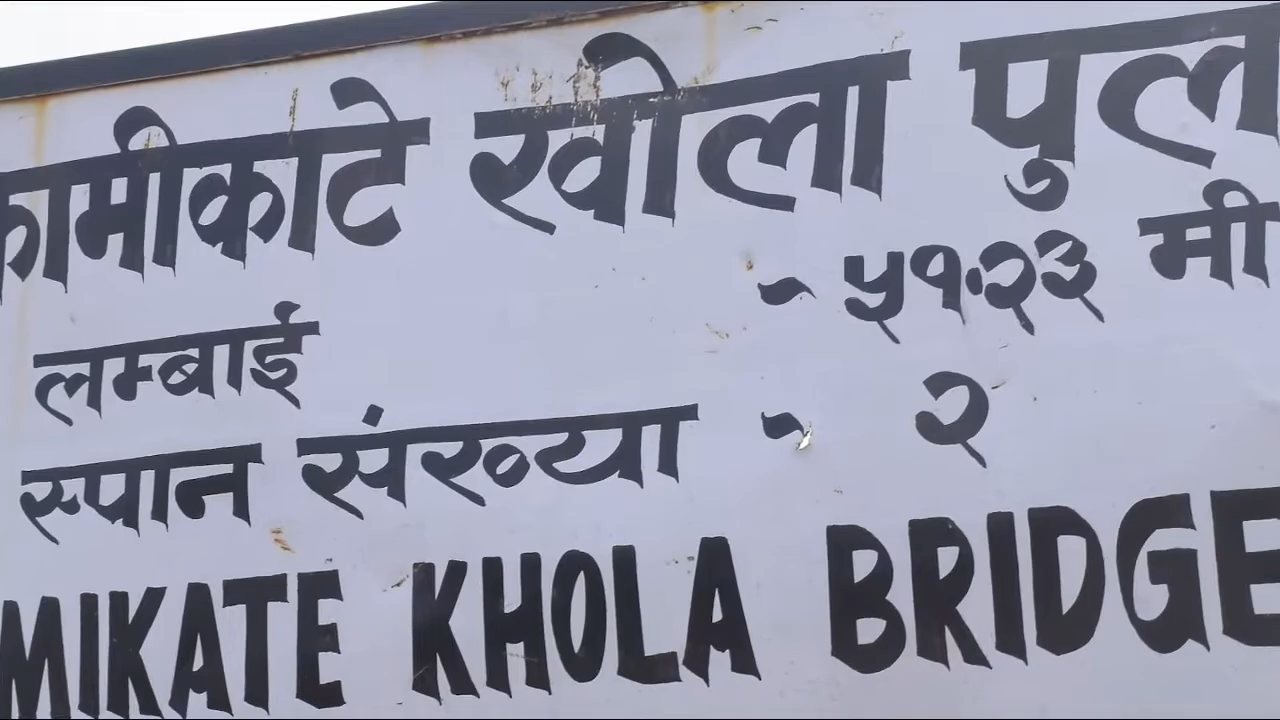 कामीकाटे खोला पुल
लम्बाई - ५१.२३ मी
स्पान संख्या - २
MIKATE KHOLA BRIDGE